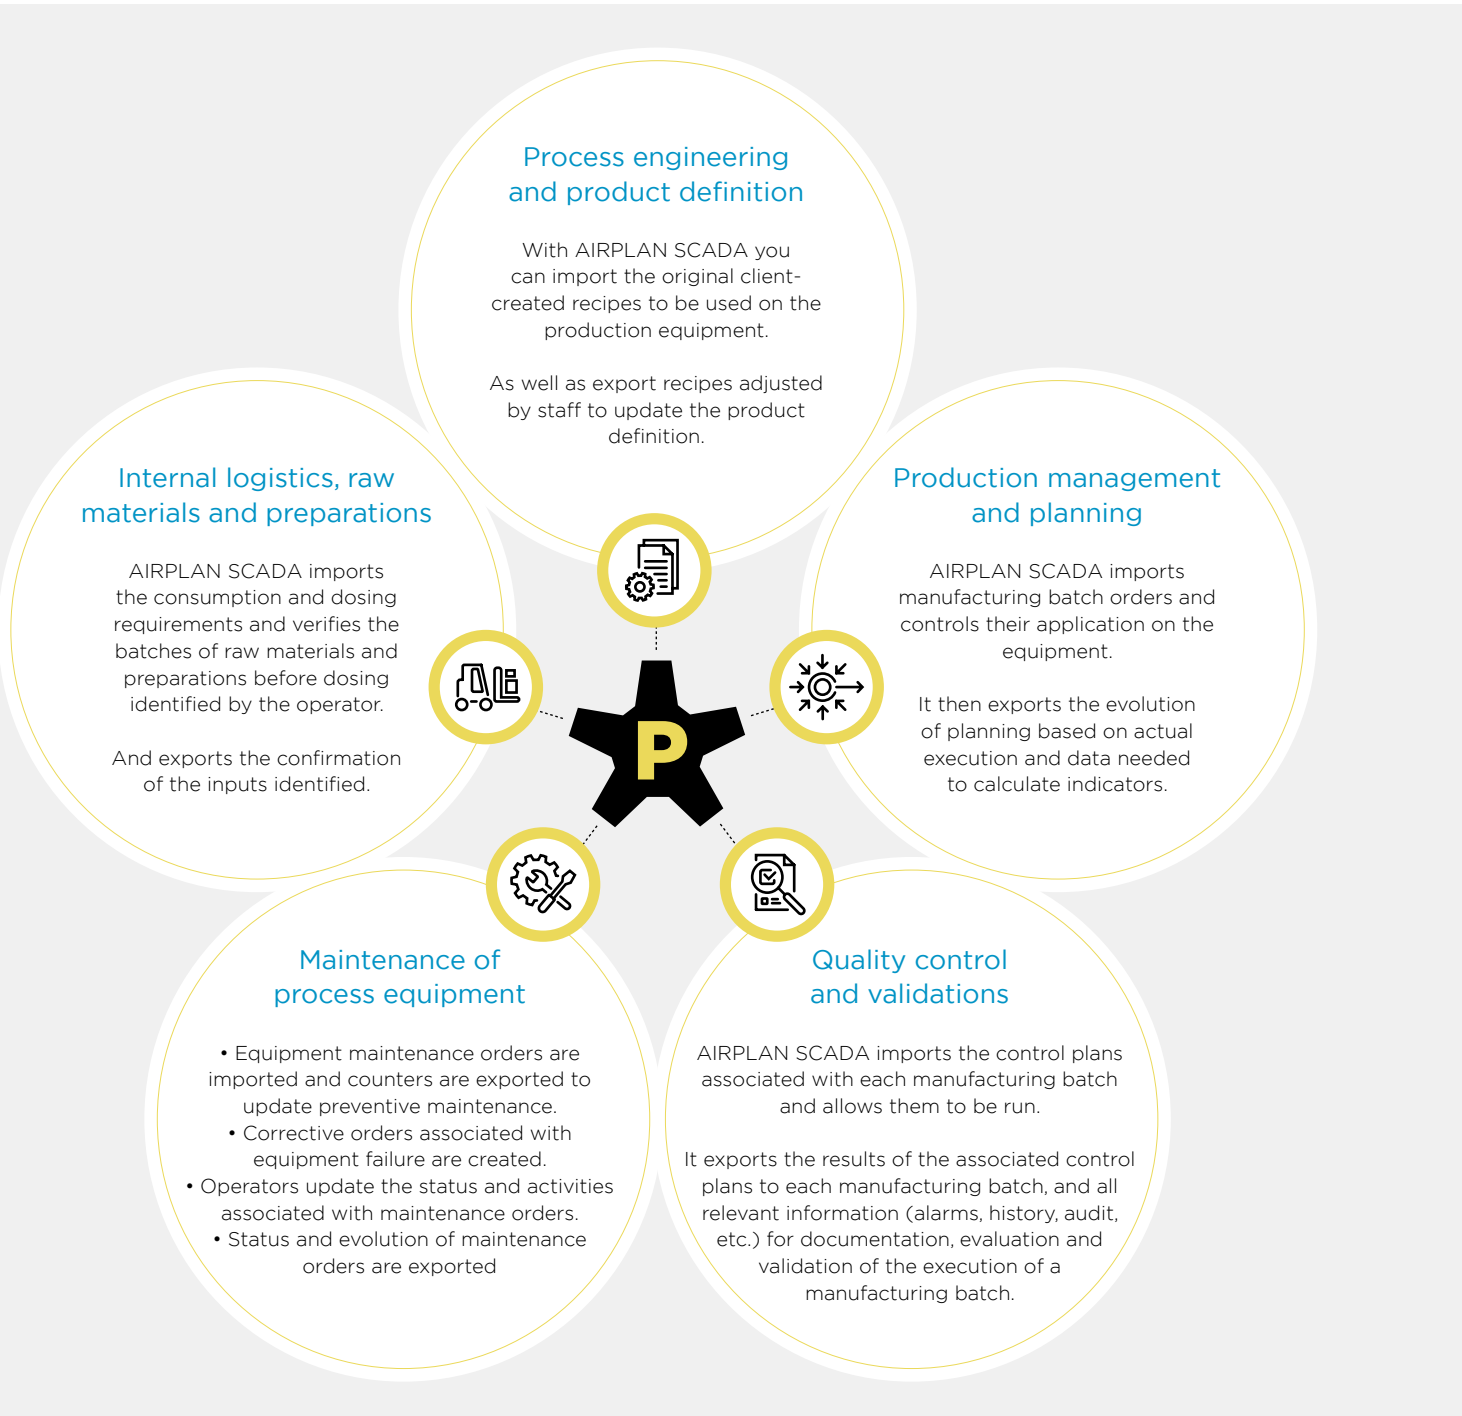 Process engineering
and product definition
With AIRPLAN SCADA you
can import the original client-
created recipes to be used on the
production equipment.
As well as export recipes adjusted
by staff to update the product
definition.
Internal logistics, raw
materials and preparations
AIRPLAN SCADA imports
the consumption and dosing
requirements and verifies the
batches of raw materials and
preparations before dosing
identified by the operator.
And exports the confirmation
of the inputs identified.
Production management
and planning
AIRPLAN SCADA imports
manufacturing batch orders and
controls their application on the
equipment.
It then exports the evolution
of planning based on actual
execution and data needed
to calculate indicators.
P
Maintenance of
process equipment
• Equipment maintenance orders are
imported and counters are exported to
update preventive maintenance.
• Corrective orders associated with
equipment failure are created.
• Operators update the status and activities
associated with maintenance orders.
• Status and evolution of maintenance
orders are exported
Quality control
and validations
AIRPLAN SCADA imports the control plans
associated with each manufacturing batch
and allows them to be run.
It exports the results of the associated control
plans to each manufacturing batch, and all
relevant information (alarms, history, audit,
etc.) for documentation, evaluation and
validation of the execution of a
manufacturing batch.